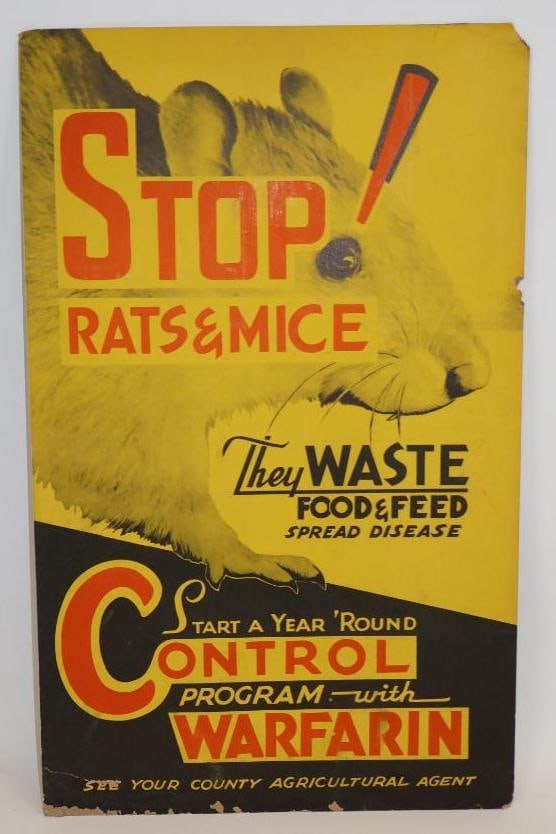 STOP!
RATS & MICE
They WASTE
FOOD & FEED
SPREAD DISEASE
START A YEAR 'ROUND
CONTROL
PROGRAM-with
WARFARIN
SEE YOUR COUNTY AGRICULTURAL AGENT